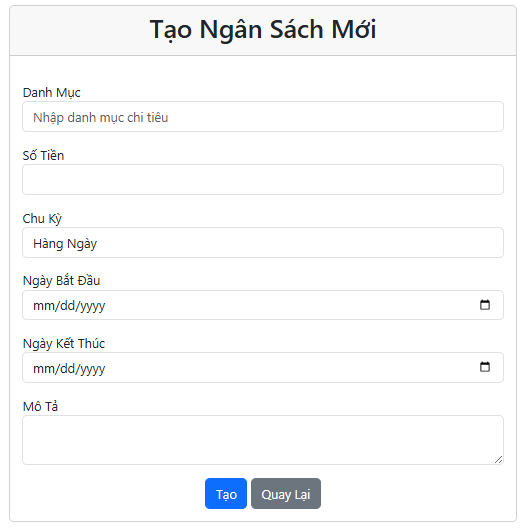 Tạo Ngân Sách Mới
Danh Mục
Nhập danh mục chi tiêu
Số Tiền
Chu Kỳ
Hàng Ngày
Ngày Bắt Đầu
mm/dd/yyyy
Ngày Kết Thúc
mm/dd/yyyy
Mô Tả
Tạo Quay Lại